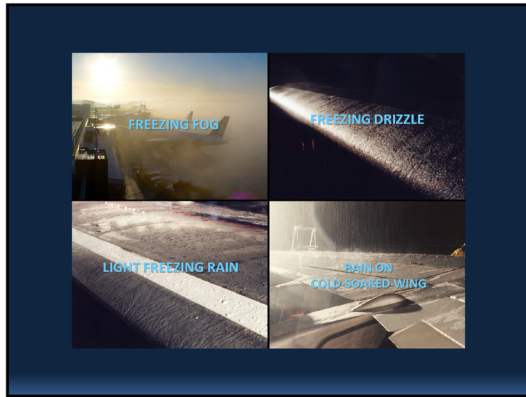 FREEZING FOG
FREEZING DRIZZLE
LIGHT FREEZING RAIN
RAIN ON
COLD-SOAKED WING